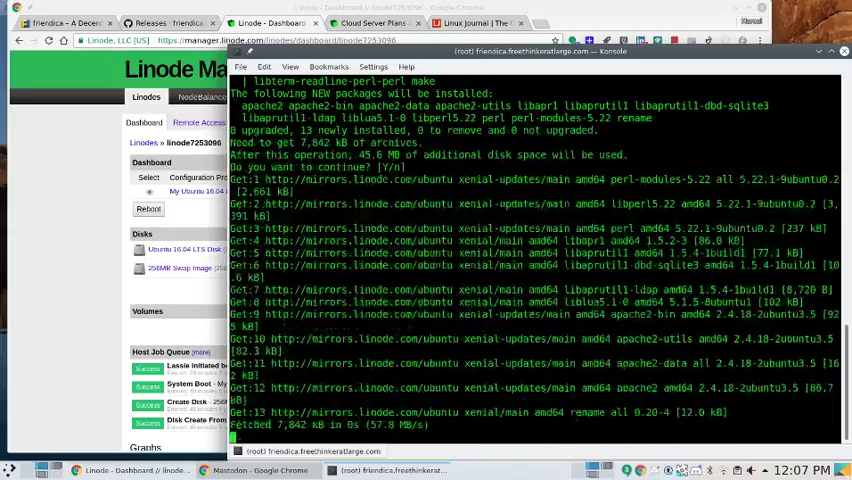 Linode - Dashboard // linode7253096 - Google Chrome
friendica – A Decent
Releases · friendica
Linode - Dashboard
Cloud Server Plans
Linux Journal | The
Linode, LLC [US]
https://manager.linode.com/linodes/dashboard/linode7253096
Linode Ma
Linodes
NodeBalance
Dashboard
Remote Access
Linodes » linode7253096
Dashboard
Select
Configuration Pro
My Ubuntu 16.04 L
Reboot
Disks
Ubuntu 16.04 LTS Disk
256MB Swap Image
Volumes
Host Job Queue (more)
Success
Lassie initiated bo
Success
System Boot - My
Success
Create Disk - 256M
Success
Disk Create From
Graphs
(root) friendica.freethinkeratlarge.com — Konsole
File Edit View Bookmarks Settings Help
| libterm-readline-perl-perl make
The following NEW packages will be installed:
apache2 apache2-bin apache2-data apache2-utils libapr1 libaprutil1 libaprutil1-dbd-sqlite3
libaprutil1-ldap liblua5.1-0 libperl5.22 perl perl-modules-5.22 rename
0 upgraded, 13 newly installed, 0 to remove and 0 not upgraded.
Need to get 7,842 kB of archives.
After this operation, 45.6 MB of additional disk space will be used.
Do you want to continue? [Y/n]
Get:1 http://mirrors.linode.com/ubuntu xenial-updates/main amd64 perl-modules-5.22 all 5.22.1-9ubuntu0.2
[2,661 kB]
Get:2 http://mirrors.linode.com/ubuntu xenial-updates/main amd64 libperl5.22 amd64 5.22.1-9ubuntu0.2 [3,
391 kB]
Get:3 http://mirrors.linode.com/ubuntu xenial-updates/main amd64 perl amd64 5.22.1-9ubuntu0.2 [237 kB]
Get:4 http://mirrors.linode.com/ubuntu xenial/main amd64 libapr1 amd64 1.5.2-3 [86.0 kB]
Get:5 http://mirrors.linode.com/ubuntu xenial/main amd64 libaprutil1 amd64 1.5.4-1build1 [77.1 kB]
Get:6 http://mirrors.linode.com/ubuntu xenial/main amd64 libaprutil1-dbd-sqlite3 amd64 1.5.4-1build1 [10
.6 kB]
Get:7 http://mirrors.linode.com/ubuntu xenial/main amd64 libaprutil1-ldap amd64 1.5.4-1build1 [8,720 B]
Get:8 http://mirrors.linode.com/ubuntu xenial/main amd64 liblua5.1-0 amd64 5.1.5-8ubuntu1 [102 kB]
Get:9 http://mirrors.linode.com/ubuntu xenial-updates/main amd64 apache2-bin amd64 2.4.18-2ubuntu3.5 [92
5 kB]
Get:10 http://mirrors.linode.com/ubuntu xenial-updates/main amd64 apache2-utils amd64 2.4.18-2ubuntu3.5
[82.3 kB]
Get:11 http://mirrors.linode.com/ubuntu xenial-updates/main amd64 apache2-data all 2.4.18-2ubuntu3.5 [16
2 kB]
Get:12 http://mirrors.linode.com/ubuntu xenial-updates/main amd64 apache2 amd64 2.4.18-2ubuntu3.5 [86.7
kB]
Get:13 http://mirrors.linode.com/ubuntu xenial/main amd64 rename all 0.20-4 [12.0 kB]
Fetched 7,842 kB in 0s (57.8 MB/s)
(root) friendica.freethinkeratlarge.com
Linode - Dashboard // linode...
Mastodon - Google Chrome
(root) friendica.freethinkerat...
12:07 PM